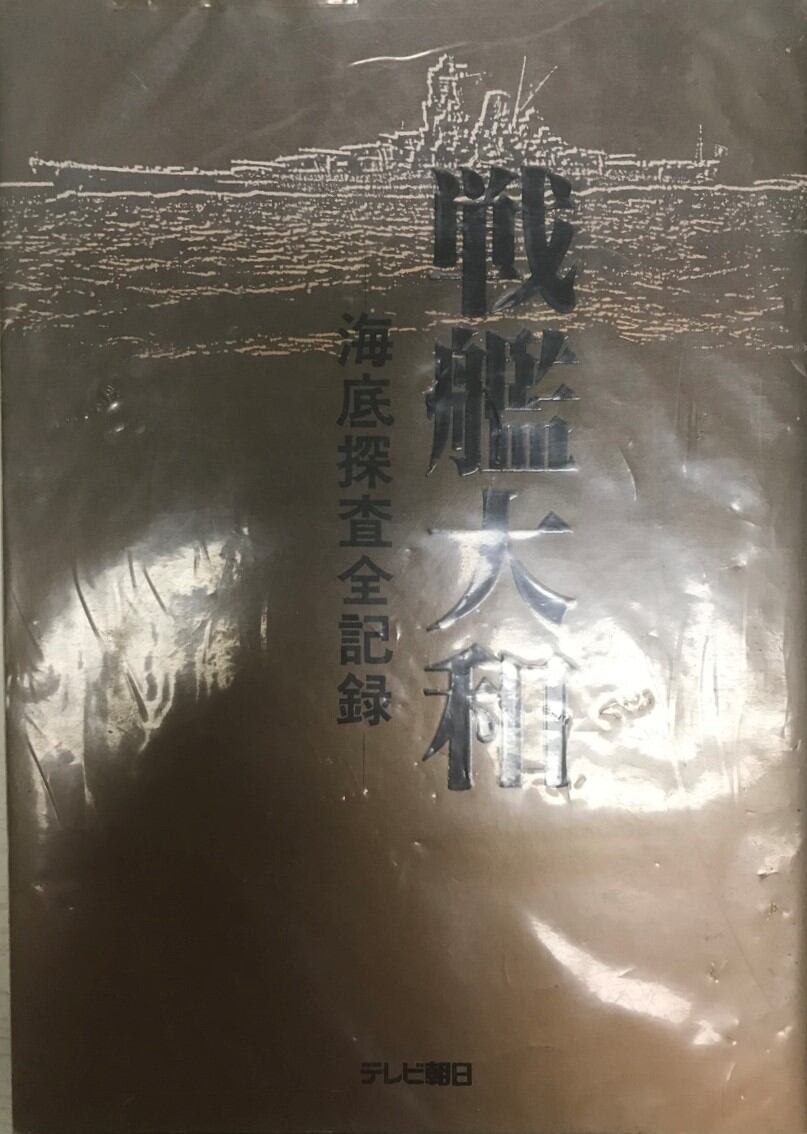 戦艦大和
海底探査全記録
テレビ朝日